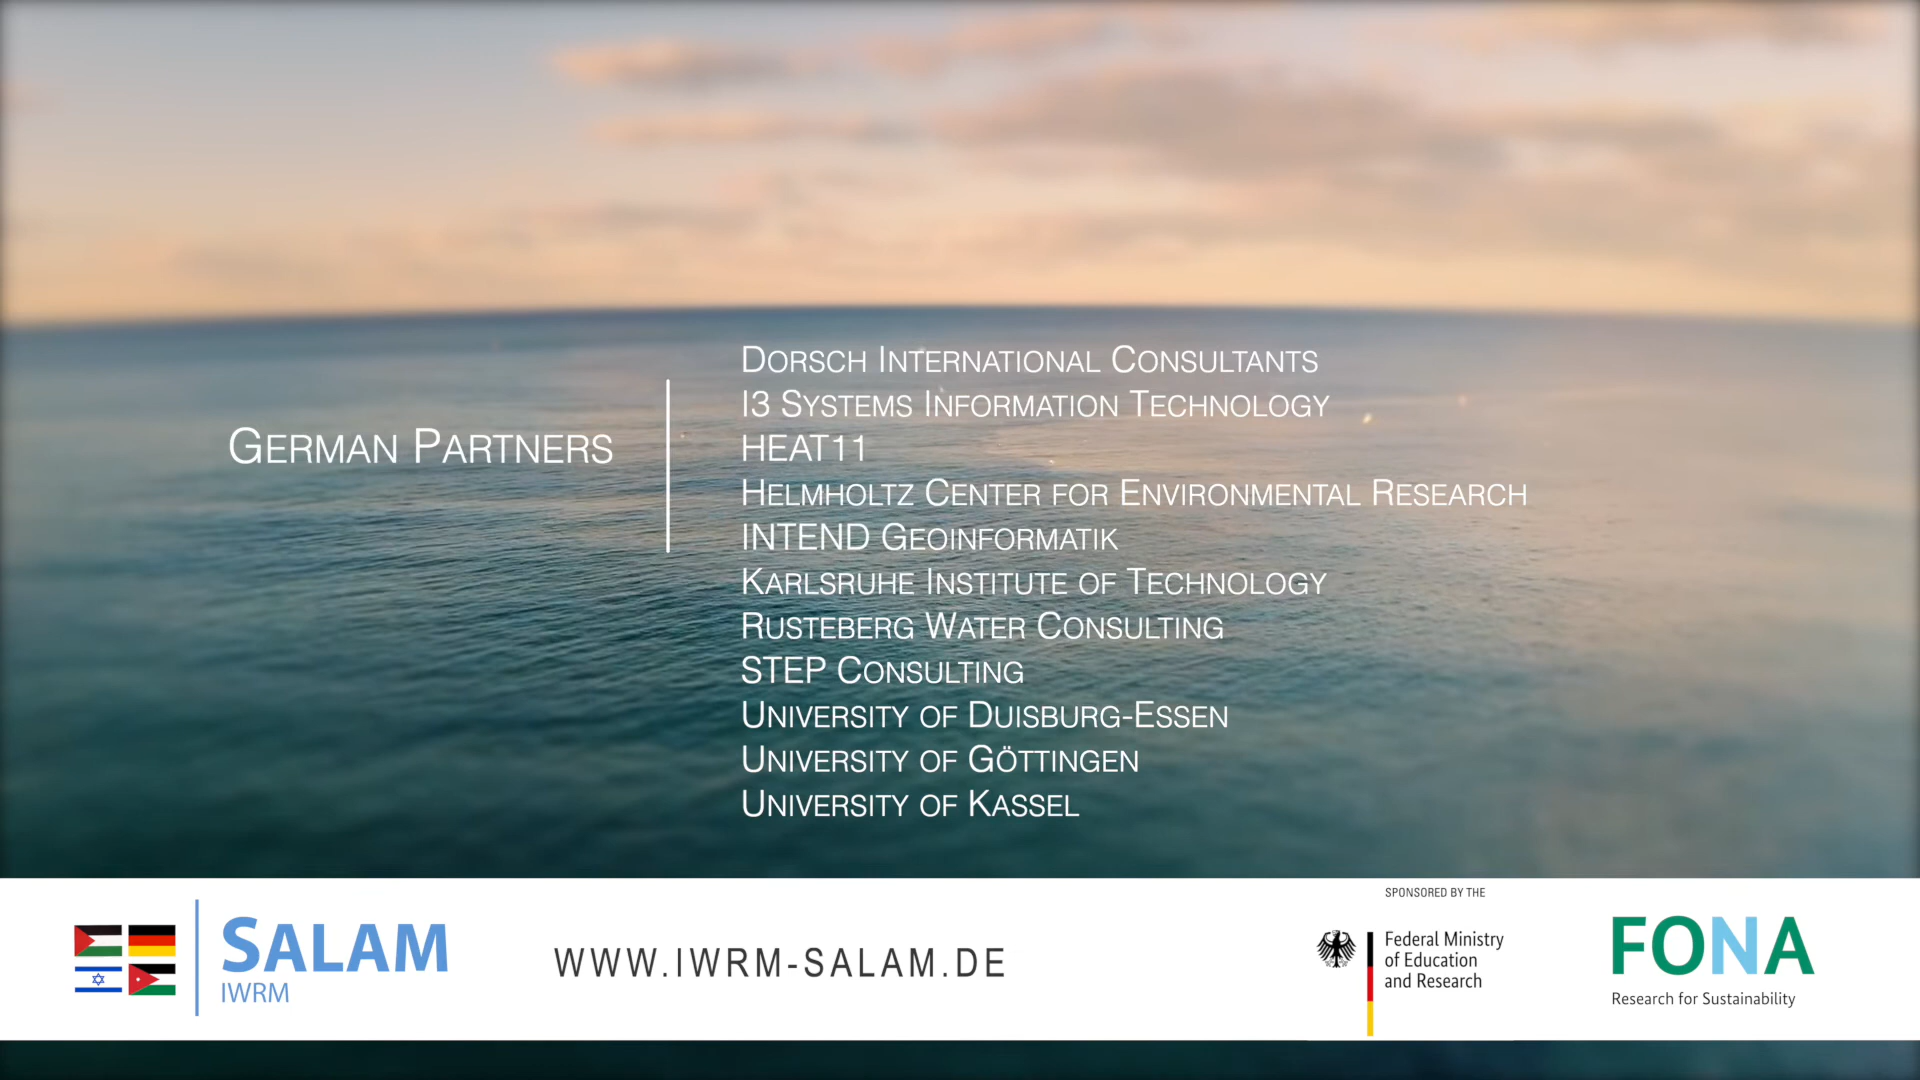 German Partners
Dorsch International Consultants
I3 Systems Information Technology
HEAT11
Helmholtz Center for Environmental Research
INTEND Geoinformatik
Karlsruhe Institute of Technology
Rusteberg Water Consulting
STEP Consulting
University of Duisburg-Essen
University of Göttingen
University of Kassel
SALAM
IWRM
WWW.IWRM-SALAM.DE
SPONSORED BY THE
Federal Ministry
of Education
and Research
FONA
Research for Sustainability